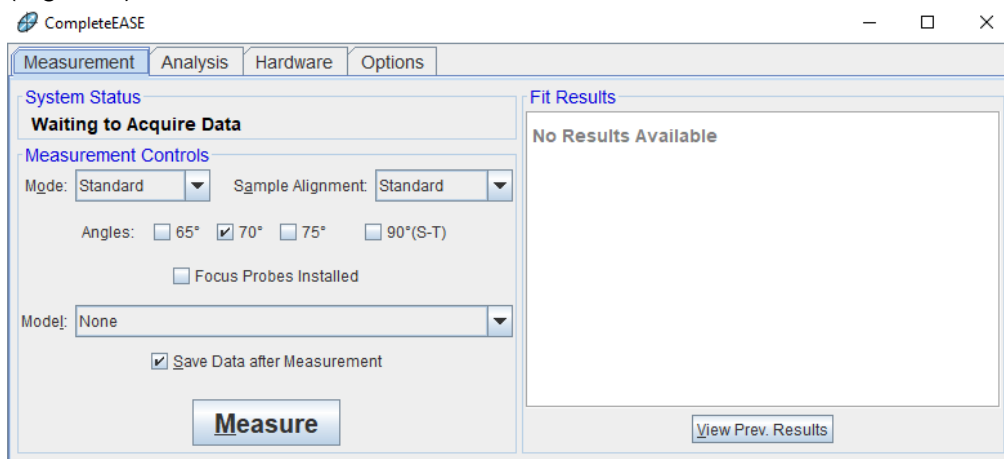 CompleteEASE
Measurement Analysis Hardware Options
System Status
Waiting to Acquire Data
Measurement Controls
Mode: Standard Sample Alignment: Standard
Angles: 65° 70° 75° 90°(S-T)
Focus Probes Installed
Model: None
Save Data after Measurement
Measure
Fit Results
No Results Available
View Prev. Results